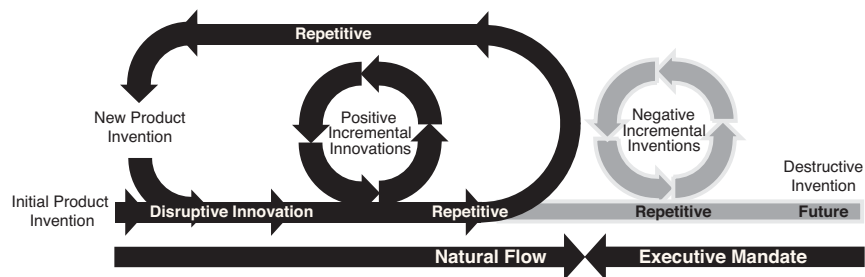 Repetitive
New Product
Invention
Positive
Incremental
Innovations
Negative
Incremental
Inventions
Destructive
Invention
Initial Product
Invention
Disruptive Innovation
Repetitive
Repetitive
Future
Natural Flow
Executive Mandate